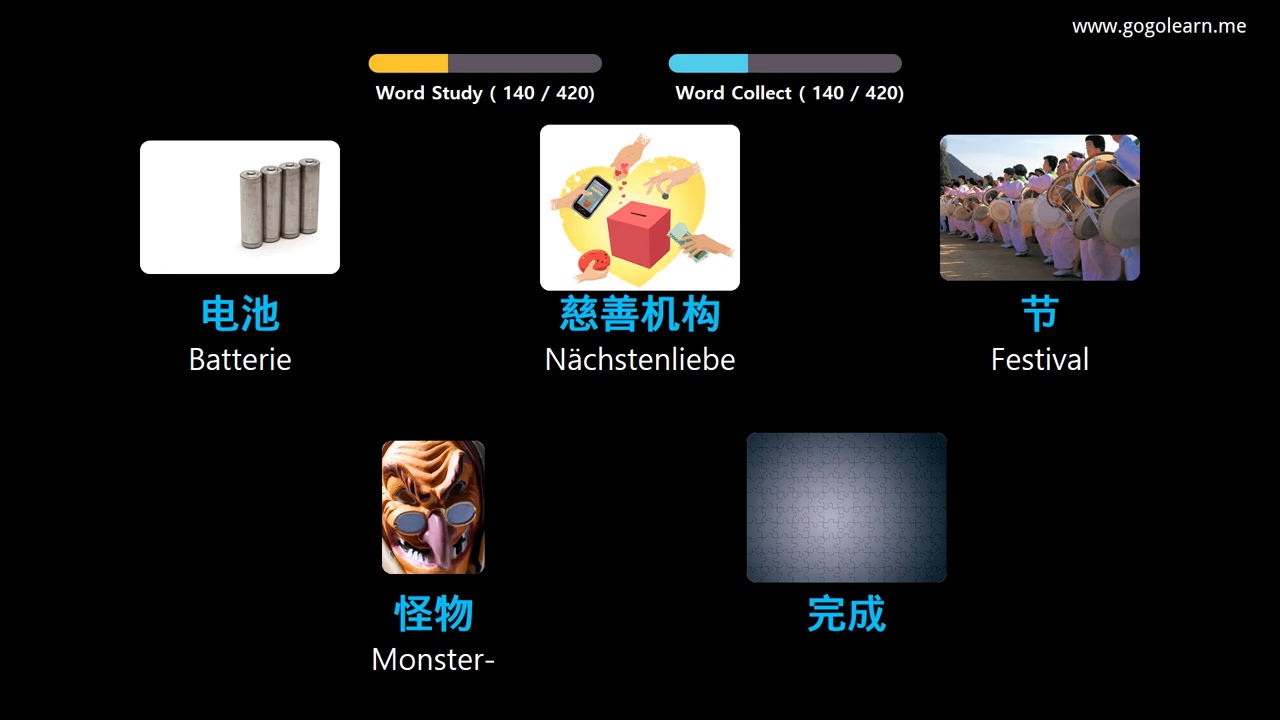 www.gogolearn.me
Word Study ( 140 / 420)
Word Collect ( 140 / 420)
电池
Batterie
慈善机构
Nächstenliebe
节
Festival
怪物
Monster-
完成